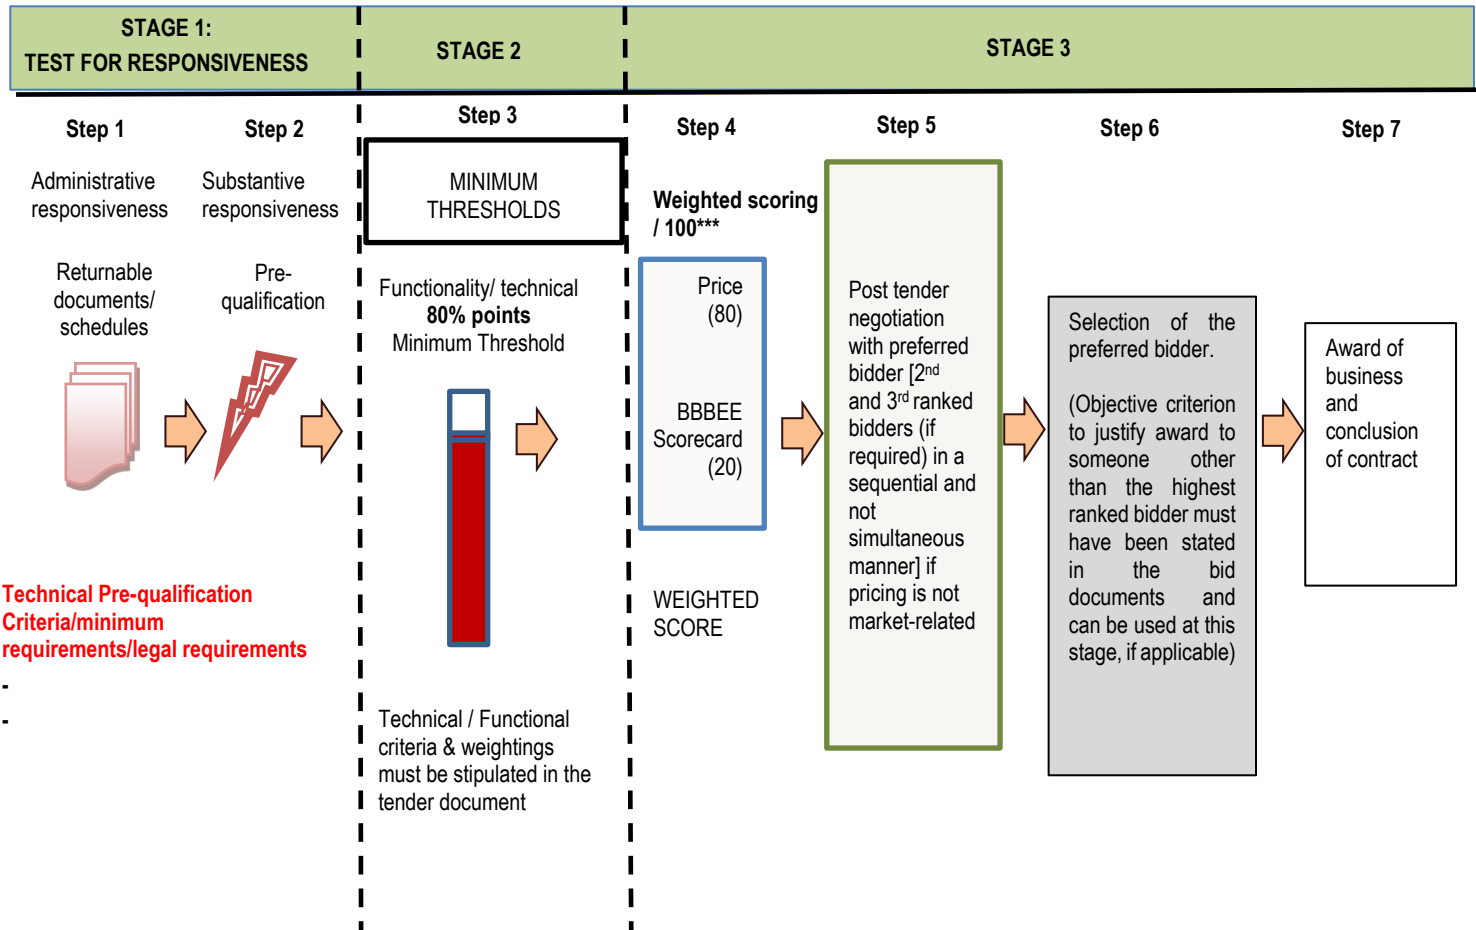 STAGE 1:
TEST FOR RESPONSIVENESS
STAGE 2
STAGE 3
Step 1
Administrative
responsiveness
Returnable
documents/
schedules
Step 2
Substantive
responsiveness
Pre-
qualification
Technical Pre-qualification
Criteria/minimum
requirements/legal requirements
-
-
Step 3
MINIMUM
THRESHOLDS
Functionality/ technical
80% points
Minimum Threshold
Technical / Functional
criteria & weightings
must be stipulated in the
tender document
Step 4
Weighted scoring
/ 100***
Price
(80)
BBBEE
Scorecard
(20)
WEIGHTED
SCORE
Step 5
Post tender
negotiation
with preferred
bidder [2nd
and 3rd ranked
bidders (if
required) in a
sequential and
not
simultaneous
manner] if
pricing is not
market-related
Step 6
Selection of the
preferred bidder.
(Objective criterion
to justify award to
someone other
than the highest
ranked bidder must
have been stated
in the bid
documents and
can be used at this
stage, if applicable)
Step 7
Award of
business
and
conclusion
of contract